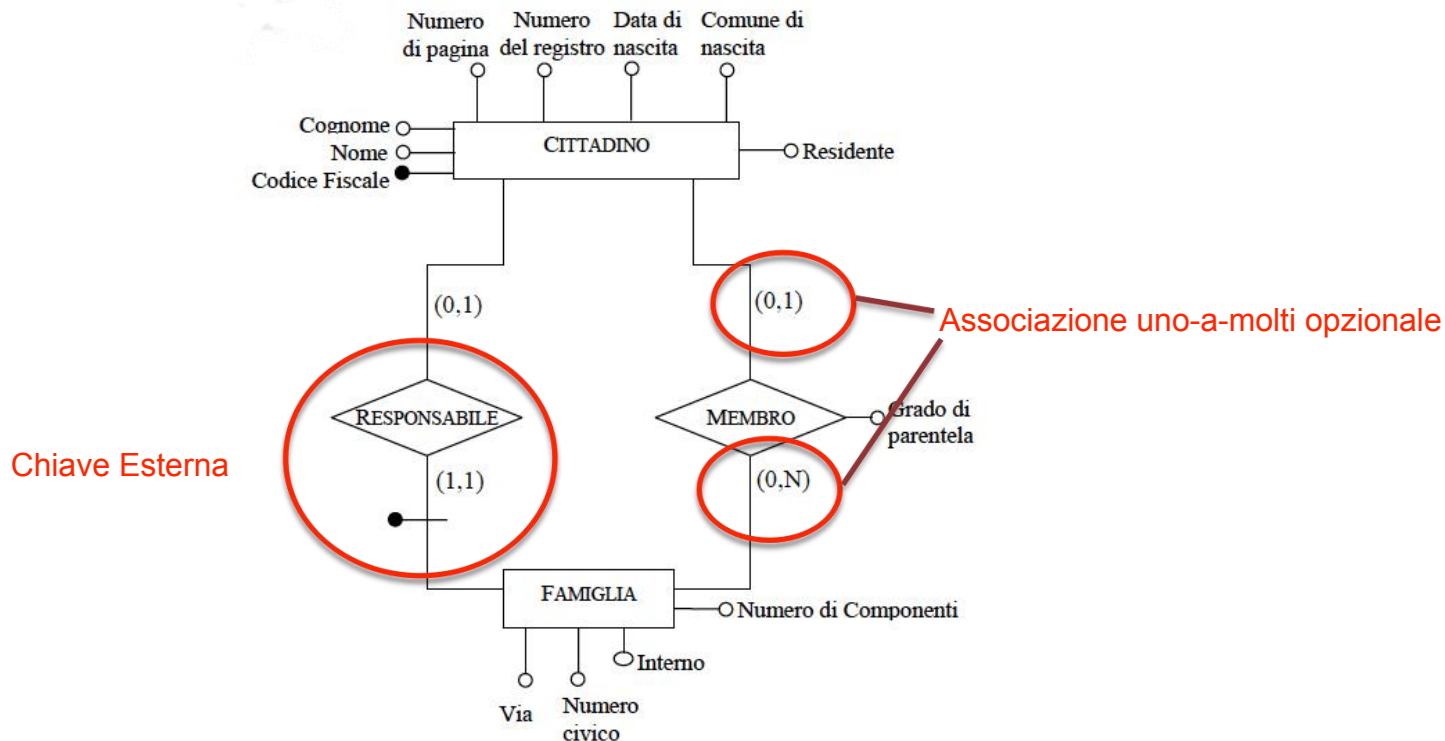 Numero
di pagina
Numero
del registro
Data di
nascita
Comune di
nascita
Cognome
Nome
Codice Fiscale
CITTADINO
Residente
(0,1)
(0,1)
Associazione uno-a-molti opzionale
RESPONSABILE
MEMBRO
Grado di
parentela
Chiave Esterna
(1,1)
(0,N)
FAMIGLIA
Numero di Componenti
Interno
Via
Numero
civico